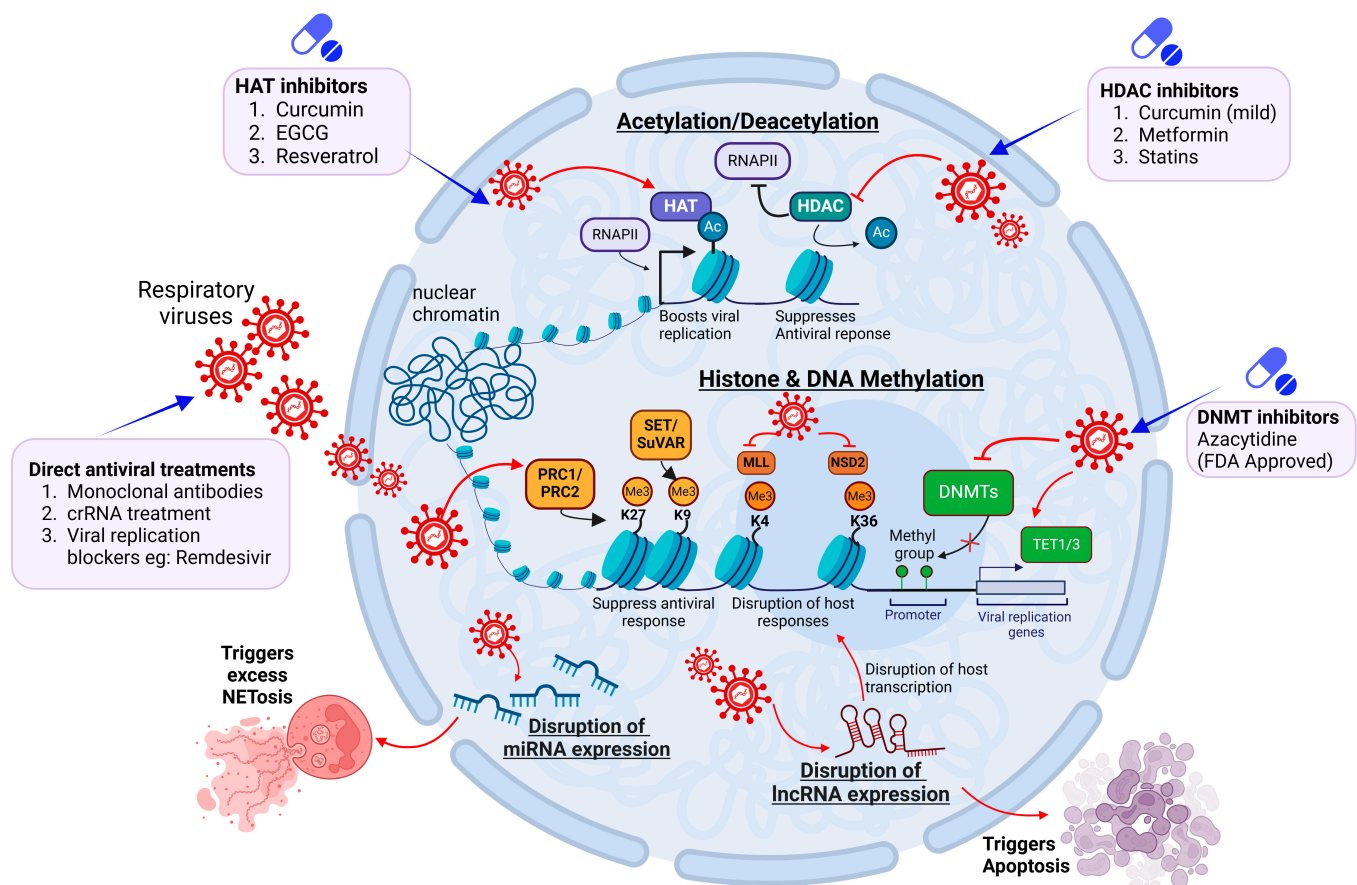 HAT inhibitors
1. Curcumin
2. EGCG
3. Resveratrol
HDAC inhibitors
1. Curcumin (mild)
2. Metformin
3. Statins
Acetylation/Deacetylation
RNAPII
HAT
HDAC
Ac
Ac
RNAPII
Boosts viral
replication
Suppresses
Antiviral reponse
nuclear
chromatin
Respiratory
viruses
Direct antiviral treatments
1. Monoclonal antibodies
2. crRNA treatment
3. Viral replication
blockers eg: Remdesivir
Histone & DNA Methylation
DNMT inhibitors
Azacytidine
(FDA Approved)
SET/
SuVAR
PRC1/
PRC2
MLL
NSD2
DNMTs
TET1/3
Me3
Me3
Me3
Me3
K27
K9
K4
K36
Methyl
group
Suppress antiviral
response
Disruption of host
responses
Promoter
Viral replication
genes
Triggers
excess
NETosis
Disruption of
miRNA expression
Disruption of host
transcription
Disruption of
lncRNA expression
Triggers
Apoptosis